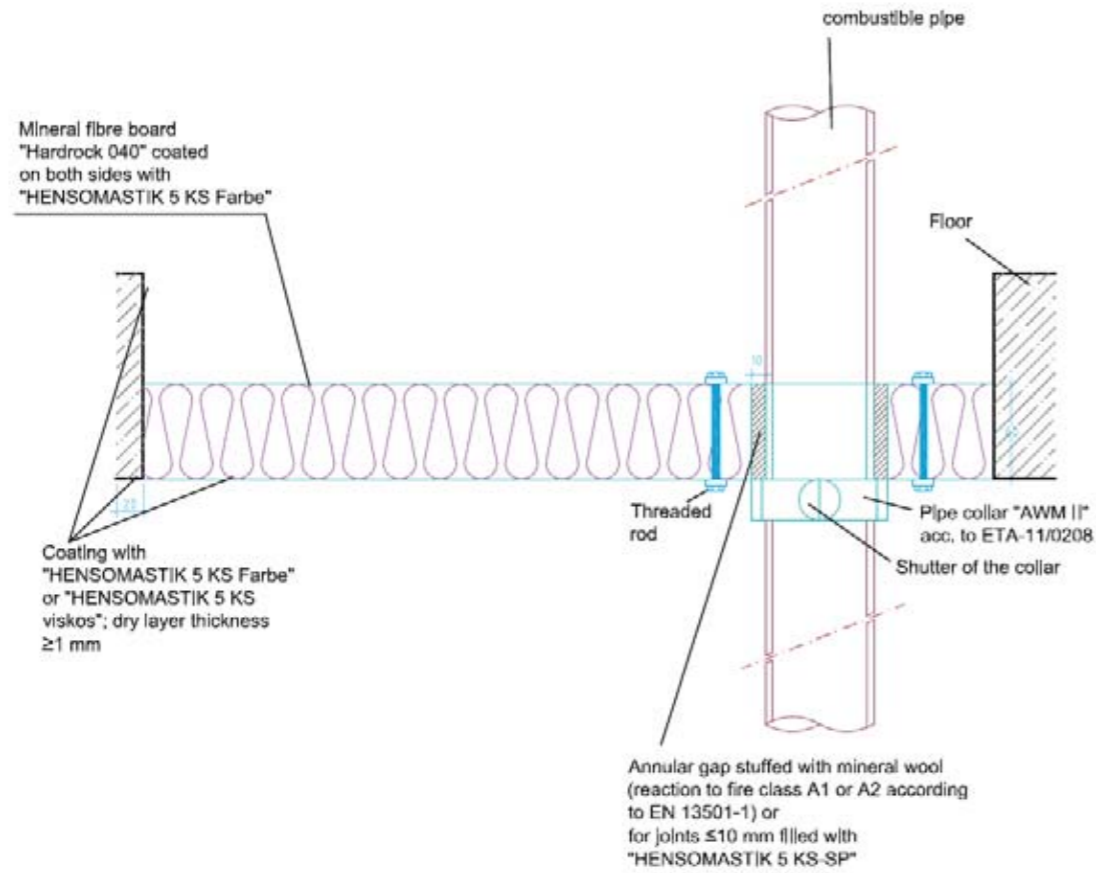 combustible pipe
Mineral fibre board
"Hardrock 040" coated
on both sides with
"HENSOMASTIK 5 KS Farbe"
Floor
Threaded
rod
Pipe collar "AWM II"
acc. to ETA-11/0208
Shutter of the collar
Coating with
"HENSOMASTIK 5 KS Farbe"
or "HENSOMASTIK 5 KS
viskos"; dry layer thickness
≥1 mm
Annular gap stuffed with mineral wool
(reaction to fire class A1 or A2 according
to EN 13501-1) or
for joints ≤10 mm filled with
"HENSOMASTIK 5 KS-SP"